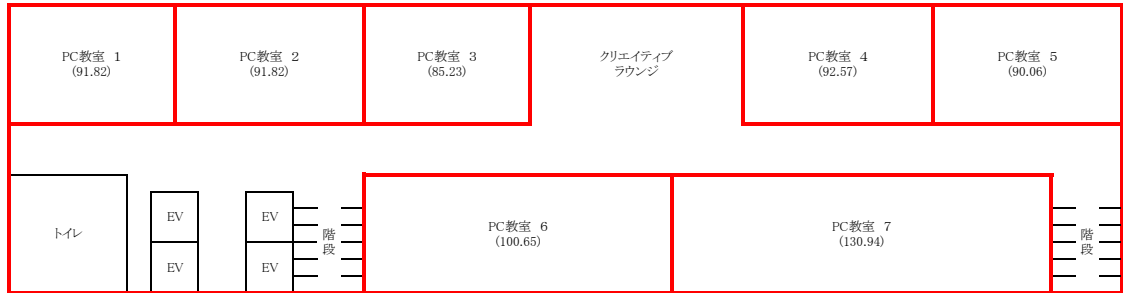 PC教室 1
(91.82)
PC教室 2
(91.82)
PC教室 3
(85.23)
クリエイティブ
ラウンジ
PC教室 4
(92.57)
PC教室 5
(90.06)
トイレ
EV
EV
EV
EV
階
段
PC教室 6
(100.65)
PC教室 7
(130.94)
階
段